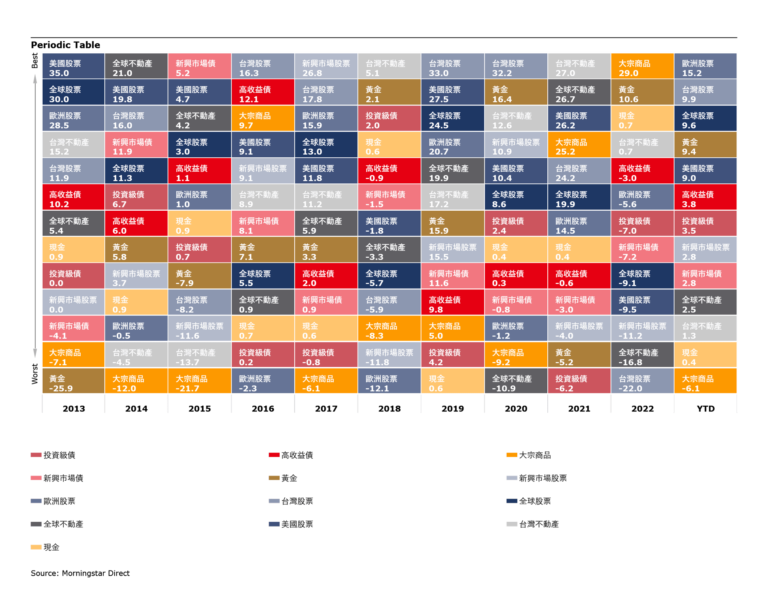 Periodic Table
Best
美國股票 全球不動產 新興市場債 台灣股票 新興市場股票 台灣不動產 台灣股票 台灣股票 台灣不動產 大宗商品 歐洲股票
35.0 21.0 5.2 16.3 26.8 5.1 33.0 32.2 27.0 29.0 15.2
全球股票 美國股票 美國股票 高收益債 台灣股票 黃金 美國股票 黃金 全球不動產 黃金 台灣股票
30.0 19.8 4.7 12.1 17.8 2.1 27.5 16.4 26.7 10.6 9.9
歐洲股票 台灣股票 全球不動產 大宗商品 歐洲股票 投資級債 全球股票 台灣不動產 美國股票 現金 全球股票
28.5 16.0 4.2 9.7 15.9 2.0 24.5 12.6 26.2 0.7 9.6
台灣不動產 新興市場債 全球股票 美國股票 全球股票 現金 歐洲股票 新興市場股票 大宗商品 台灣不動產 黃金
15.2 11.9 3.0 9.1 13.0 0.6 20.7 10.9 25.2 0.7 9.4
台灣股票 全球股票 高收益債 新興市場股票 美國股票 高收益債 全球不動產 美國股票 台灣股票 高收益債 美國股票
11.9 11.3 1.1 9.1 11.8 -0.9 19.9 10.4 24.2 -3.0 9.0
高收益債 投資級債 歐洲股票 台灣不動產 台灣不動產 新興市場債 台灣不動產 全球股票 全球股票 歐洲股票 高收益債
10.2 6.7 1.0 8.9 11.2 -1.5 17.2 8.6 19.9 -5.6 3.8
全球不動產 高收益債 現金 新興市場債 全球不動產 美國股票 黃金 投資級債 歐洲股票 投資級債 投資級債
5.4 6.0 0.9 8.1 5.9 -1.8 15.9 2.4 14.5 -7.0 3.5
現金 黃金 投資級債 黃金 黃金 全球不動產 新興市場股票 現金 現金 新興市場債 新興市場股票
0.9 5.8 0.7 7.1 3.3 -3.3 15.5 0.4 0.4 -7.2 2.8
投資級債 新興市場股票 黃金 全球股票 高收益債 全球股票 新興市場債 高收益債 高收益債 全球股票 新興市場債
0.0 3.7 -7.9 5.5 2.0 -5.7 11.6 0.3 -0.6 -9.1 2.8
新興市場股票 現金 台灣股票 全球不動產 新興市場債 台灣股票 高收益債 新興市場債 新興市場債 美國股票 全球不動產
0.0 0.9 -8.2 0.9 0.9 -5.9 9.8 -0.8 -3.0 -9.5 2.5
新興市場債 歐洲股票 新興市場股票 現金 現金 大宗商品 大宗商品 歐洲股票 新興市場股票 新興市場股票 台灣不動產
-4.1 -0.5 -11.6 0.7 0.6 -8.3 5.0 -1.2 -4.0 -11.2 1.3
大宗商品 台灣不動產 台灣不動產 投資級債 投資級債 新興市場股票 投資級債 大宗商品 黃金 全球不動產 現金
-7.1 -4.5 -13.7 0.2 -0.8 -11.8 4.2 -9.2 -5.2 -16.8 0.4
Worst
黃金 大宗商品 大宗商品 歐洲股票 大宗商品 歐洲股票 現金 全球不動產 投資級債 台灣股票 大宗商品
-25.9 -12.0 -21.7 -2.3 -6.1 -12.1 0.6 -10.9 -6.2 -22.0 -6.1
2013 2014 2015 2016 2017 2018 2019 2020 2021 2022 YTD
投資級債 高收益債 大宗商品
新興市場債 黃金 新興市場股票
歐洲股票 台灣股票 全球股票
全球不動產 美國股票 台灣不動產
現金
Source: Morningstar Direct